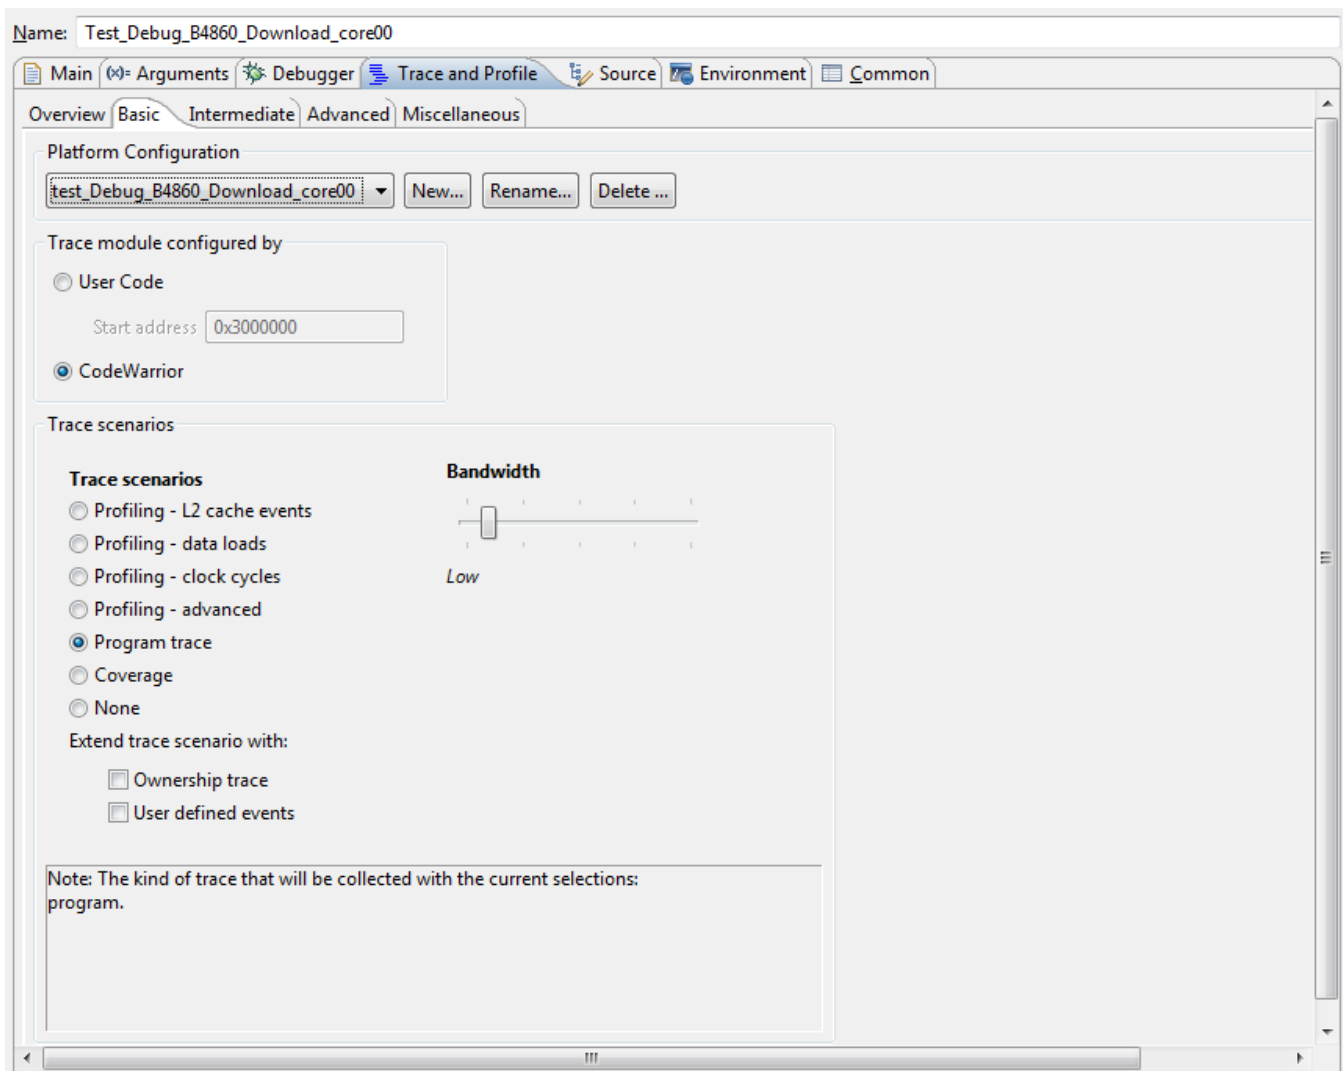 Name: Test_Debug_B4860_Download_core00
Main (x)= Arguments Debugger Trace and Profile Source Environment Common
Overview Basic Intermediate Advanced Miscellaneous
Platform Configuration
test_Debug_B4860_Download_core00 New... Rename... Delete ...
Trace module configured by
User Code
Start address 0x3000000
CodeWarrior
Trace scenarios
Trace scenarios
Profiling - L2 cache events
Profiling - data loads
Profiling - clock cycles
Profiling - advanced
Program trace
Coverage
None
Extend trace scenario with:
Ownership trace
User defined events
Bandwidth
Low
Note: The kind of trace that will be collected with the current selections:
program.